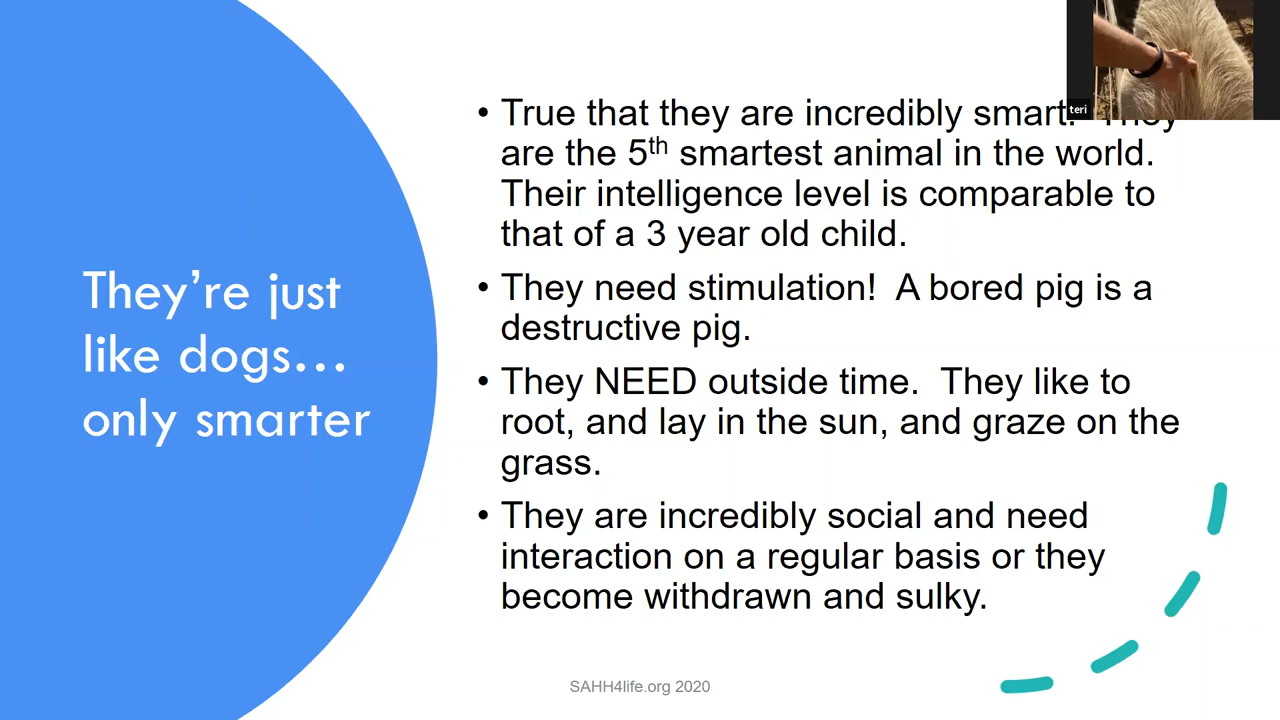 They're just
like dogs...
only smarter
• True that they are incredibly smart.
are the 5th smartest animal in the world.
Their intelligence level is comparable to
that of a 3 year old child.
• They need stimulation!  A bored pig is a
destructive pig.
• They NEED outside time.  They like to
root, and lay in the sun, and graze on the
grass.
• They are incredibly social and need
interaction on a regular basis or they
become withdrawn and sulky.
SAHH4life.org 2020
teri